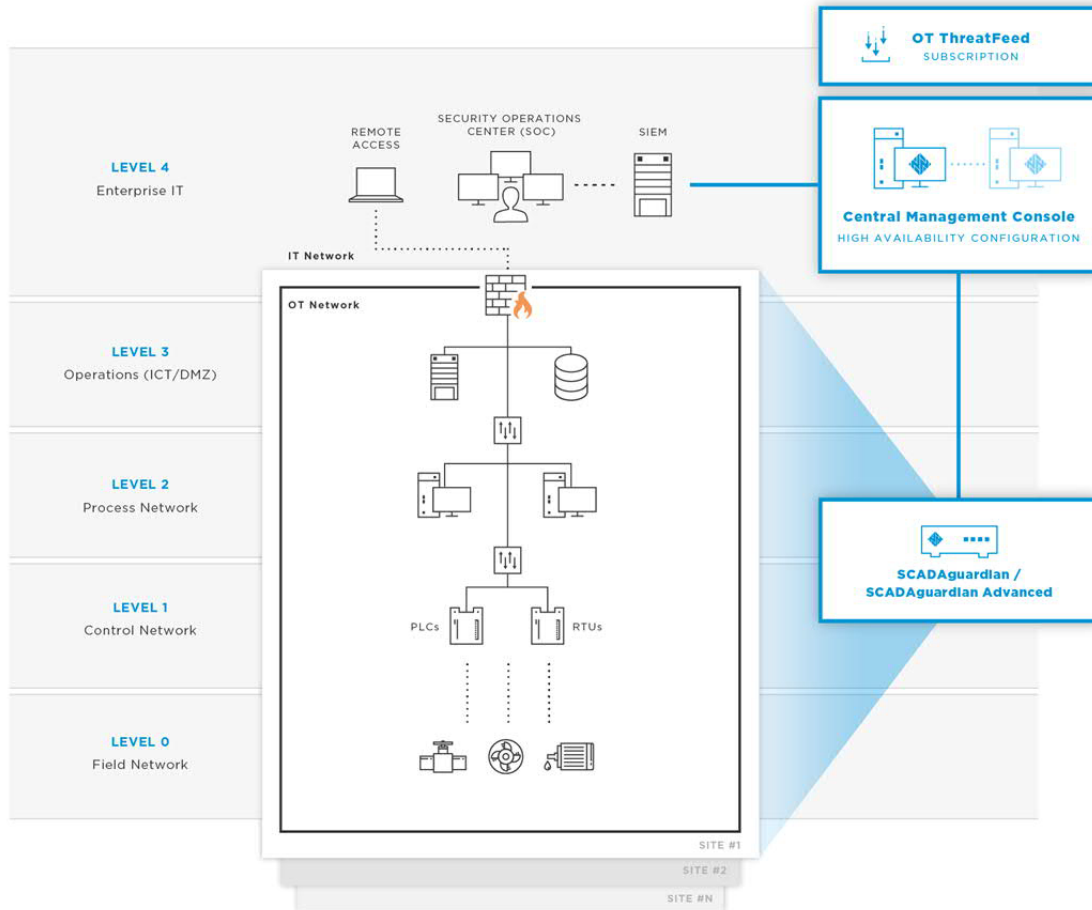 OT ThreatFeed
SUBSCRIPTION
SECURITY OPERATIONS
CENTER (SOC)
REMOTE
ACCESS
SIEM
LEVEL 4
Enterprise IT
Central Management Console
HIGH AVAILABILITY CONFIGURATION
IT Network
OT Network
LEVEL 3
Operations (ICT/DMZ)
LEVEL 2
Process Network
SCADAguardian /
SCADAguardian Advanced
LEVEL 1
Control Network
PLCs
RTUs
LEVEL 0
Field Network
SITE #1
SITE #2
SITE #N